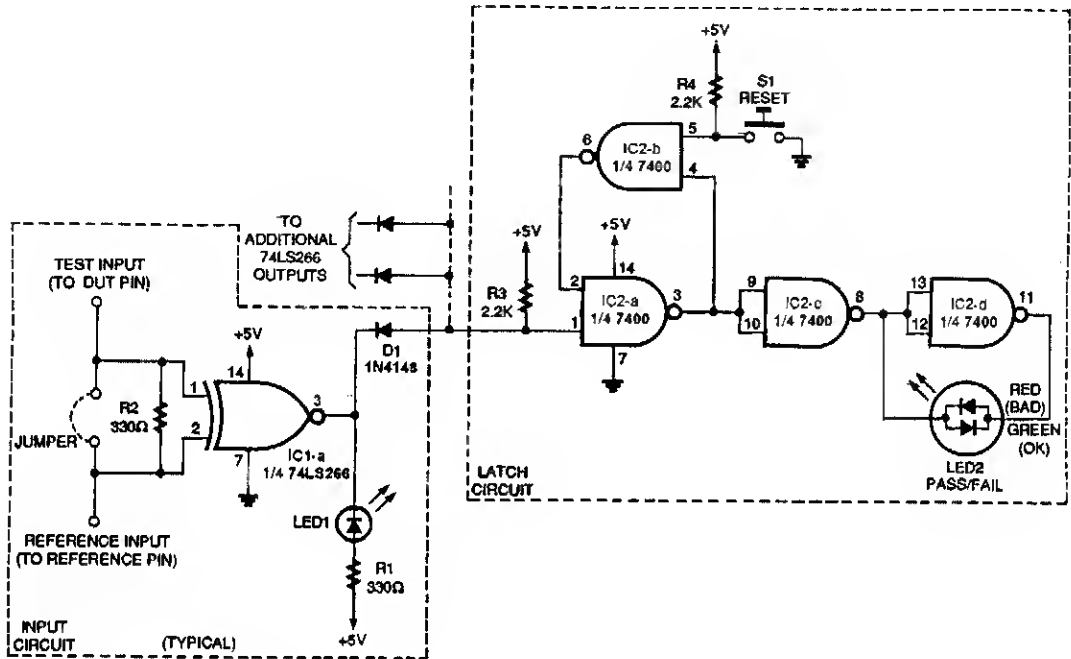 +5V
R4
2.2K
S1
RESET
6
5
4
IC2-b
1/4 7400
TO
ADDITIONAL
74LS266
OUTPUTS
TEST INPUT
(TO DUT PIN)
+5V
+5V
R3
2.2K
2
14
1
IC2-a
1/4 7400
3
7
9
10
IC2-c
1/4 7400
8
13
12
IC2-d
1/4 7400
11
D1
1N4148
+5V
14
1
2
R2
330Ω
JUMPER
3
7
IC1-a
1/4 74LS266
RED
(BAD)
GREEN
(OK)
LED2
PASS/FAIL
LATCH
CIRCUIT
REFERENCE INPUT
(TO REFERENCE PIN)
LED1
R1
330Ω
+5V
INPUT
CIRCUIT
(TYPICAL)